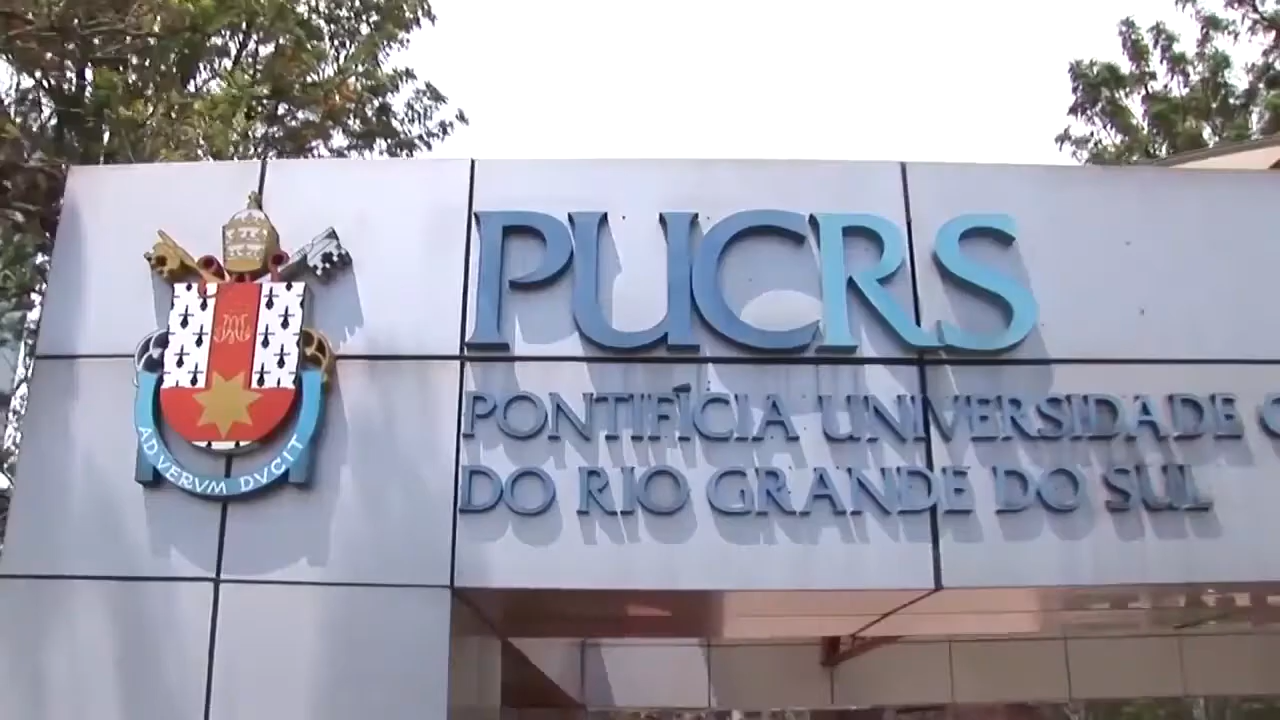 PUCRS
PONTIFÍCIA UNIVERSIDADE C
DO RIO GRANDE DO SUL
AD VERVM DVCIT